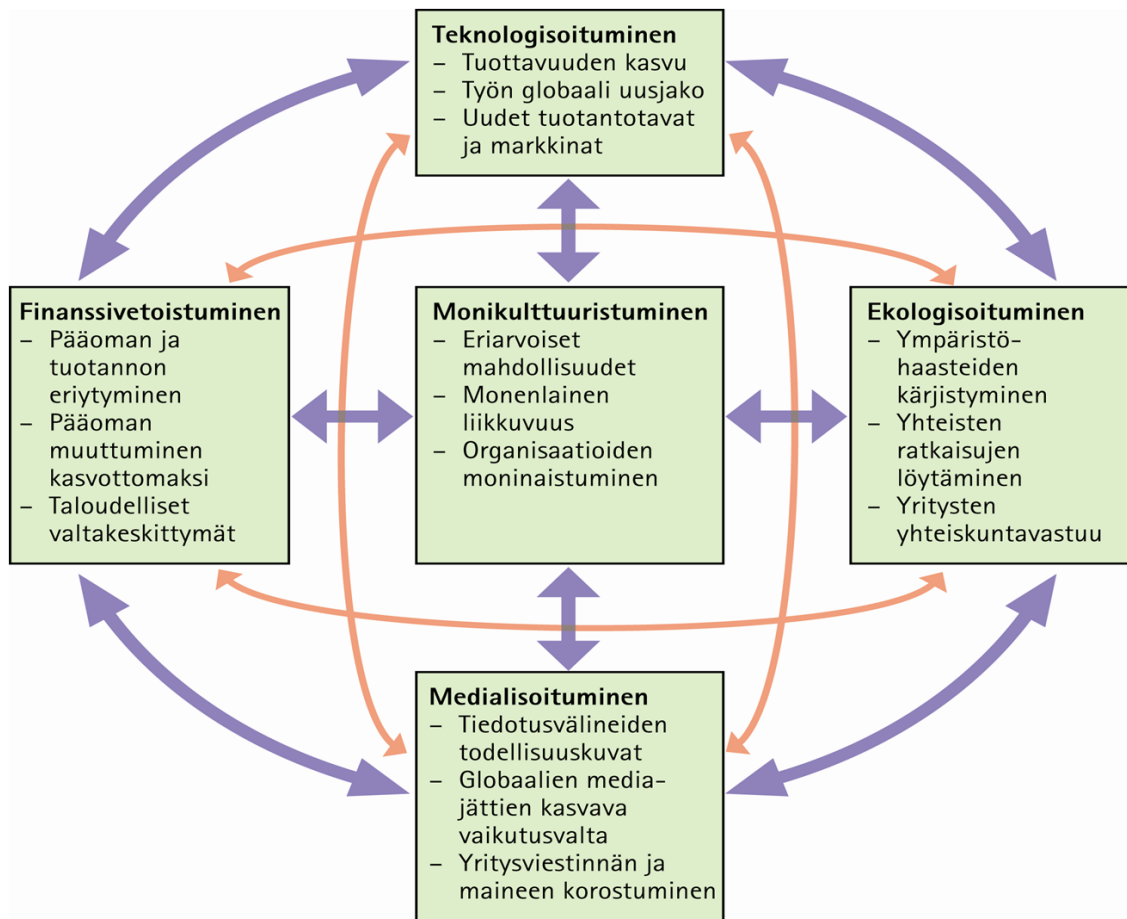 Teknologisoituminen
– Tuottavuuden kasvu
– Työn globaali uusjako
– Uudet tuotantotavat
ja markkinat
Finanssivetoistuminen
– Pääoman ja
tuotannon
eriytyminen
– Pääoman
muuttuminen
kasvottomaksi
– Taloudelliset
valtakeskittymät
Monikulttuuristuminen
– Eriarvoiset
mahdollisuudet
– Monenlainen
liikkuvuus
– Organisaatioiden
moninaistuminen
Ekologisoituminen
– Ympäristö-
haasteiden
kärjistyminen
– Yhteisten
ratkaisujen
löytäminen
– Yritysten
yhteiskuntavastuu
Medialisoituminen
– Tiedotusvälineiden
todellisuuskuvat
– Globaalien media-
jättien kasvava
vaikutusvalta
– Yritysviestinnän ja
maineen korostuminen